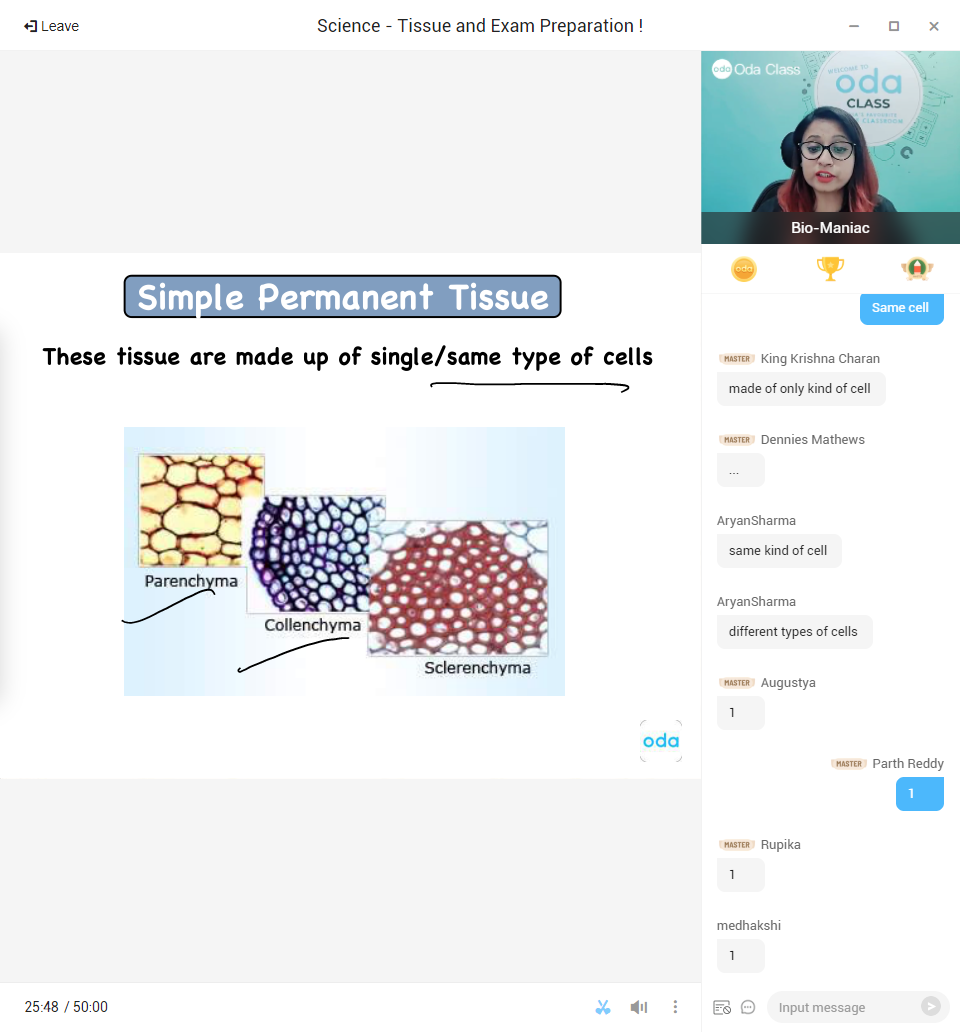 Leave
Science - Tissue and Exam Preparation !
oda Oda Class
WELCOME TO
oda
CLASS
Bio-Maniac
oda
Simple Permanent Tissue
These tissue are made up of single/same type of cells
Parenchyma
Collenchyma
Sclerenchyma
oda
Same cell
MASTER King Krishna Charan
made of only kind of cell
MASTER Dennies Mathews
...
AryanSharma
same kind of cell
AryanSharma
different types of cells
MASTER Augustya
1
MASTER Parth Reddy
1
MASTER Rupika
1
medhakshi
1
25:48 / 50:00
Input message